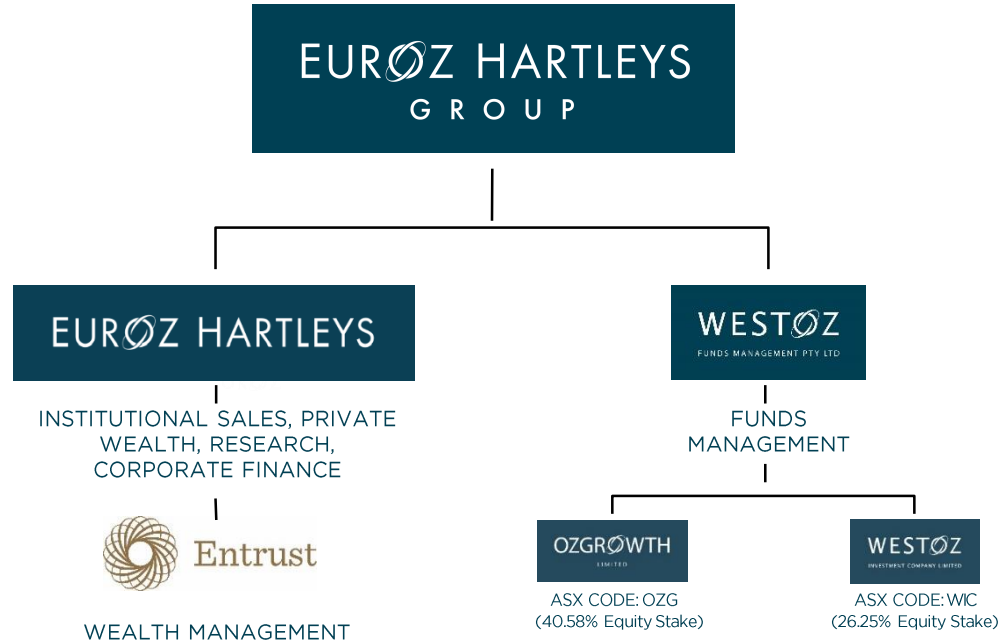 EUROZ HARTLEYS
GROUP
EUROZ HARTLEYS
WESTOZ
FUNDS MANAGEMENT PTY LTD
INSTITUTIONAL SALES, PRIVATE
WEALTH, RESEARCH,
CORPORATE FINANCE
FUNDS
MANAGEMENT
Entrust
WEALTH MANAGEMENT
OZGROWTH
LIMITED
ASX CODE: OZG
(40.58% Equity Stake)
WESTOZ
INVESTMENT COMPANY LIMITED
ASX CODE: WIC
(26.25% Equity Stake)